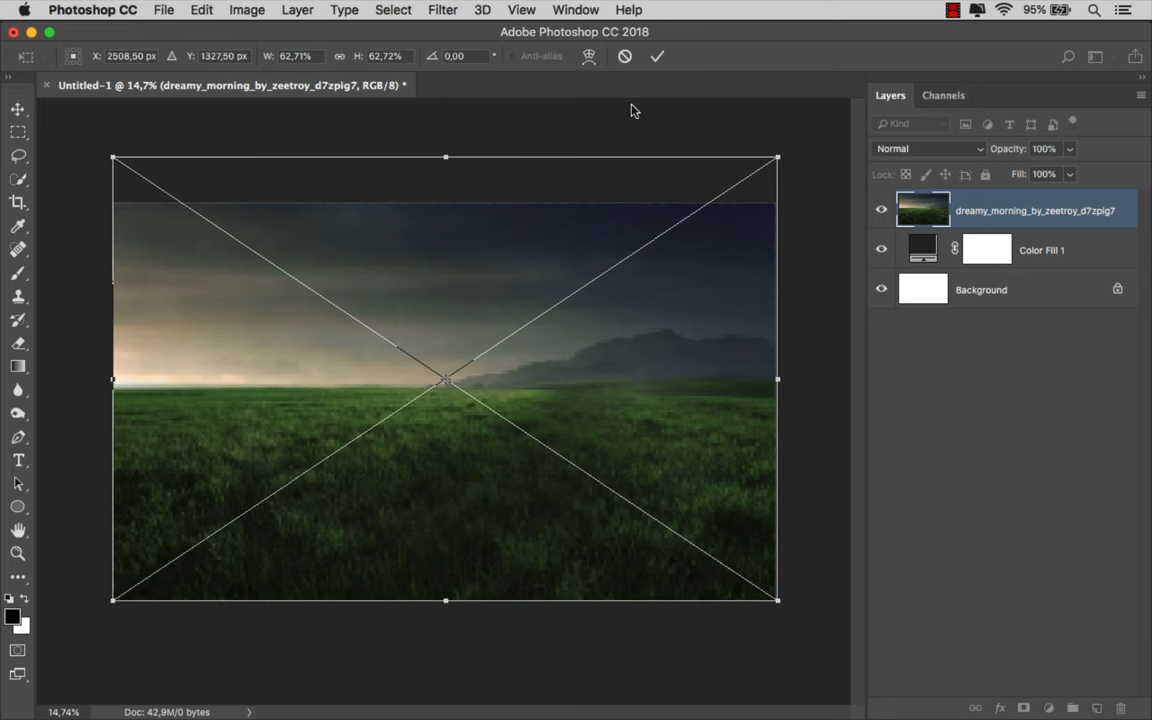 Photoshop CC File Edit Image Layer Type Select Filter 3D View Window Help 95%
Adobe Photoshop CC 2018
X: 2508,50 px Y: 1327,50 px W: 62,71% H: 62,72% 0,00 ° Anti-alias
Untitled-1 @ 14,7% (dreamy_morning_by_zeetroy_d7zpig7, RGB/8) *
Layers Channels
Kind
Normal Opacity: 100%
Lock: Fill: 100%
dreamy_morning_by_zeetroy_d7zpig7
Color Fill 1
Background
14,74% Doc: 42,9M/0 bytes